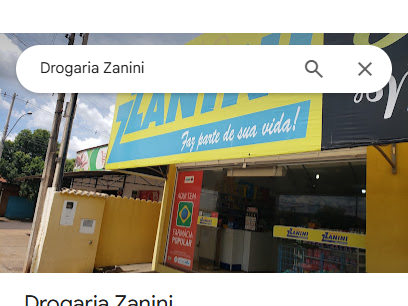 Drogaria Zanini
ZANINI
Faz parte de sua vida!
AQUI TEM
FARMÁCIA
POPULAR
ZANINI
ZANINI
Drogaria Zanini